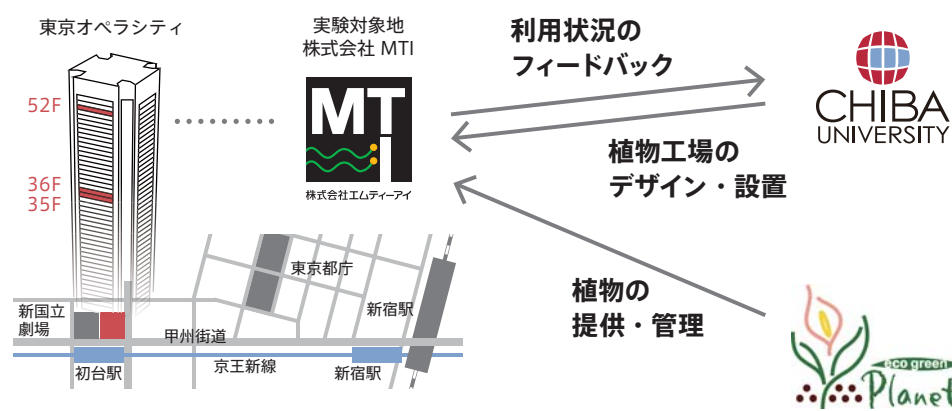 東京オペラシティ
52F
36F
35F
実験対象地
株式会社 MTI
MTI
株式会社エムティーアイ
利用状況の
フィードバック
CHIBA
UNIVERSITY
植物工場の
デザイン・設置
植物の
提供・管理
eco green
Planet
東京都庁
新宿駅
新国立
劇場
甲州街道
初台駅
京王新線
新宿駅